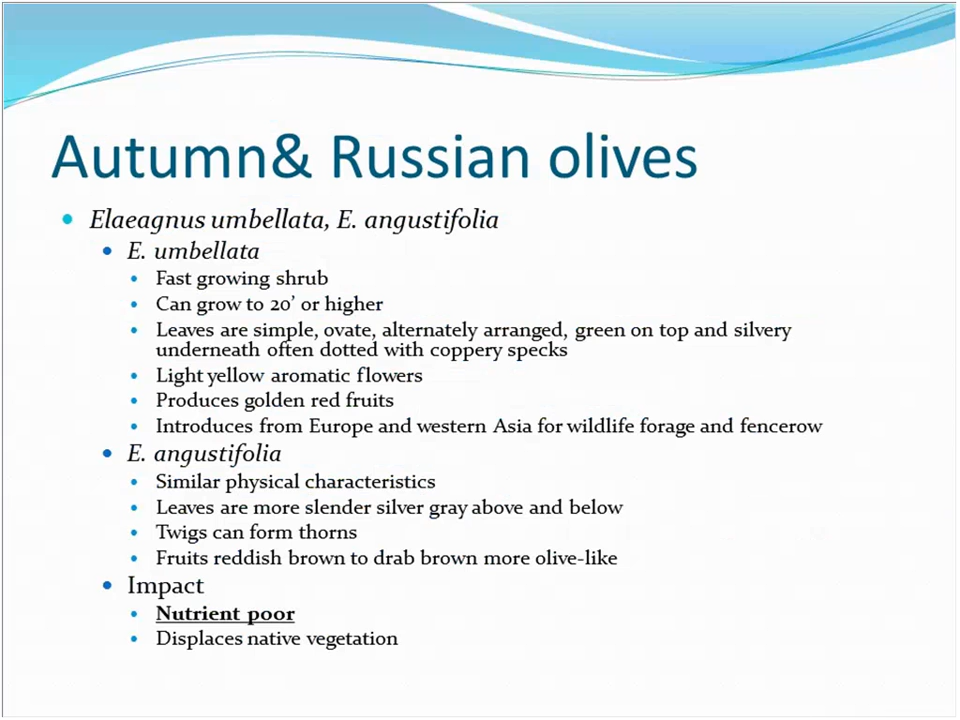 Autumn& Russian olives
Elaeagnus umbellata, E. angustifolia
E. umbellata
Fast growing shrub
Can grow to 20’ or higher
Leaves are simple, ovate, alternately arranged, green on top and silvery
underneath often dotted with coppery specks
Light yellow aromatic flowers
Produces golden red fruits
Introduces from Europe and western Asia for wildlife forage and fencerow
E. angustifolia
Similar physical characteristics
Leaves are more slender silver gray above and below
Twigs can form thorns
Fruits reddish brown to drab brown more olive-like
Impact
Nutrient poor
Displaces native vegetation